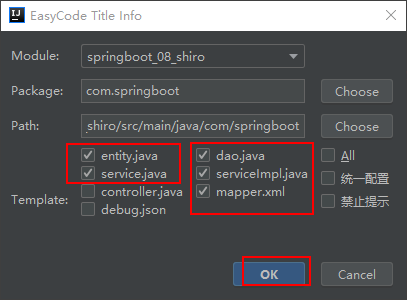 EasyCode Title Info
Module: springboot_08_shiro
Package: com.springboot Choose
Path: _shiro/src/main/java/com/springboot Choose
entity.java dao.java All
service.java serviceImpl.java 统一配置
Template: controller.java mapper.xml 禁止提示
debug.json
OK Cancel